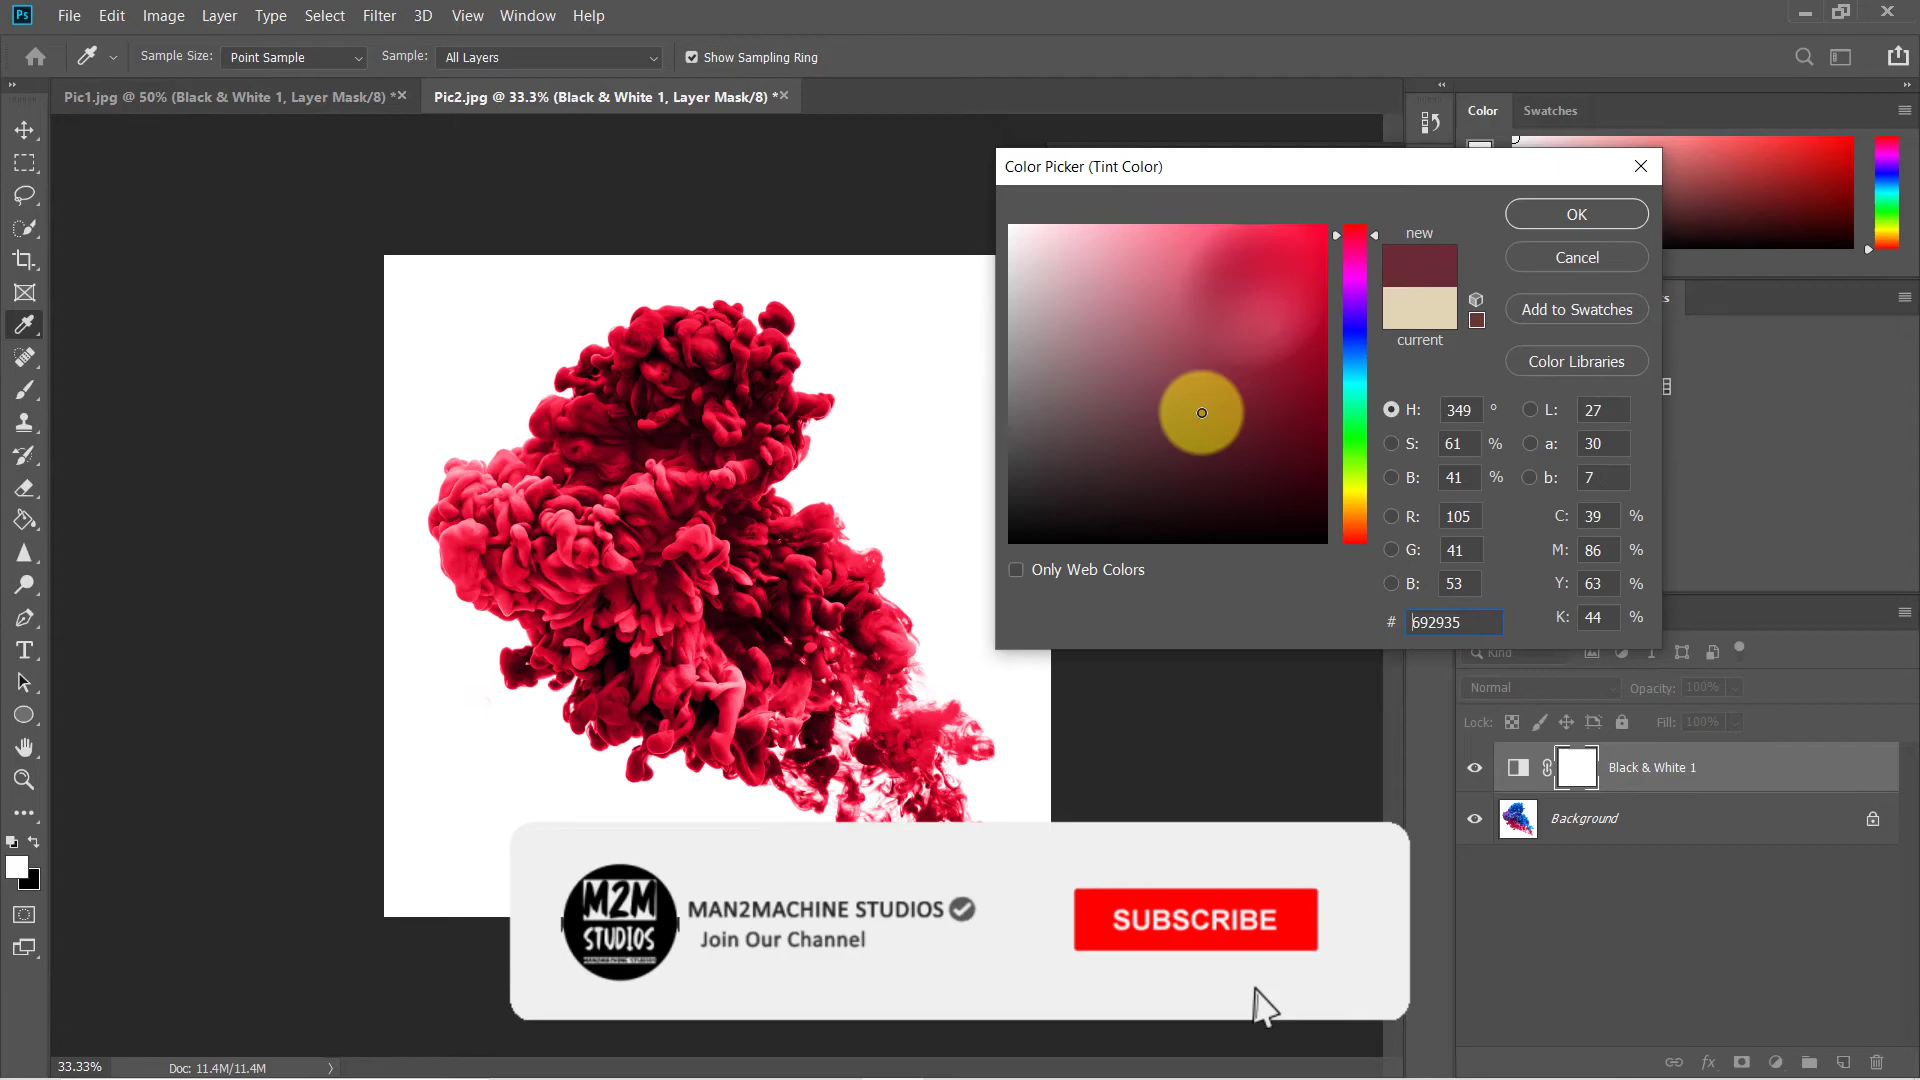 Ps File Edit Image Layer Type Select Filter 3D View Window Help
Sample Size: Point Sample Sample: All Layers Show Sampling Ring
Pic1.jpg @ 50% (Black & White 1, Layer Mask/8) *
Pic2.jpg @ 33.3% (Black & White 1, Layer Mask/8) *
Color Swatches
Color Picker (Tint Color)
new
current
OK
Cancel
Add to Swatches
Color Libraries
H: 349 ° L: 27
S: 61 % a: 30
B: 41 % b: 7
R: 105 C: 39 %
G: 41 M: 86 %
B: 53 Y: 63 %
# 692935 K: 44 %
Only Web Colors
Kind
Normal Opacity: 100%
Lock: Fill: 100%
Black & White 1
Background
M2M
STUDIOS
MAN2MACHINE STUDIOS
MAN2MACHINE STUDIOS
Join Our Channel
SUBSCRIBE
33.33% Doc: 11.4M/11.4M